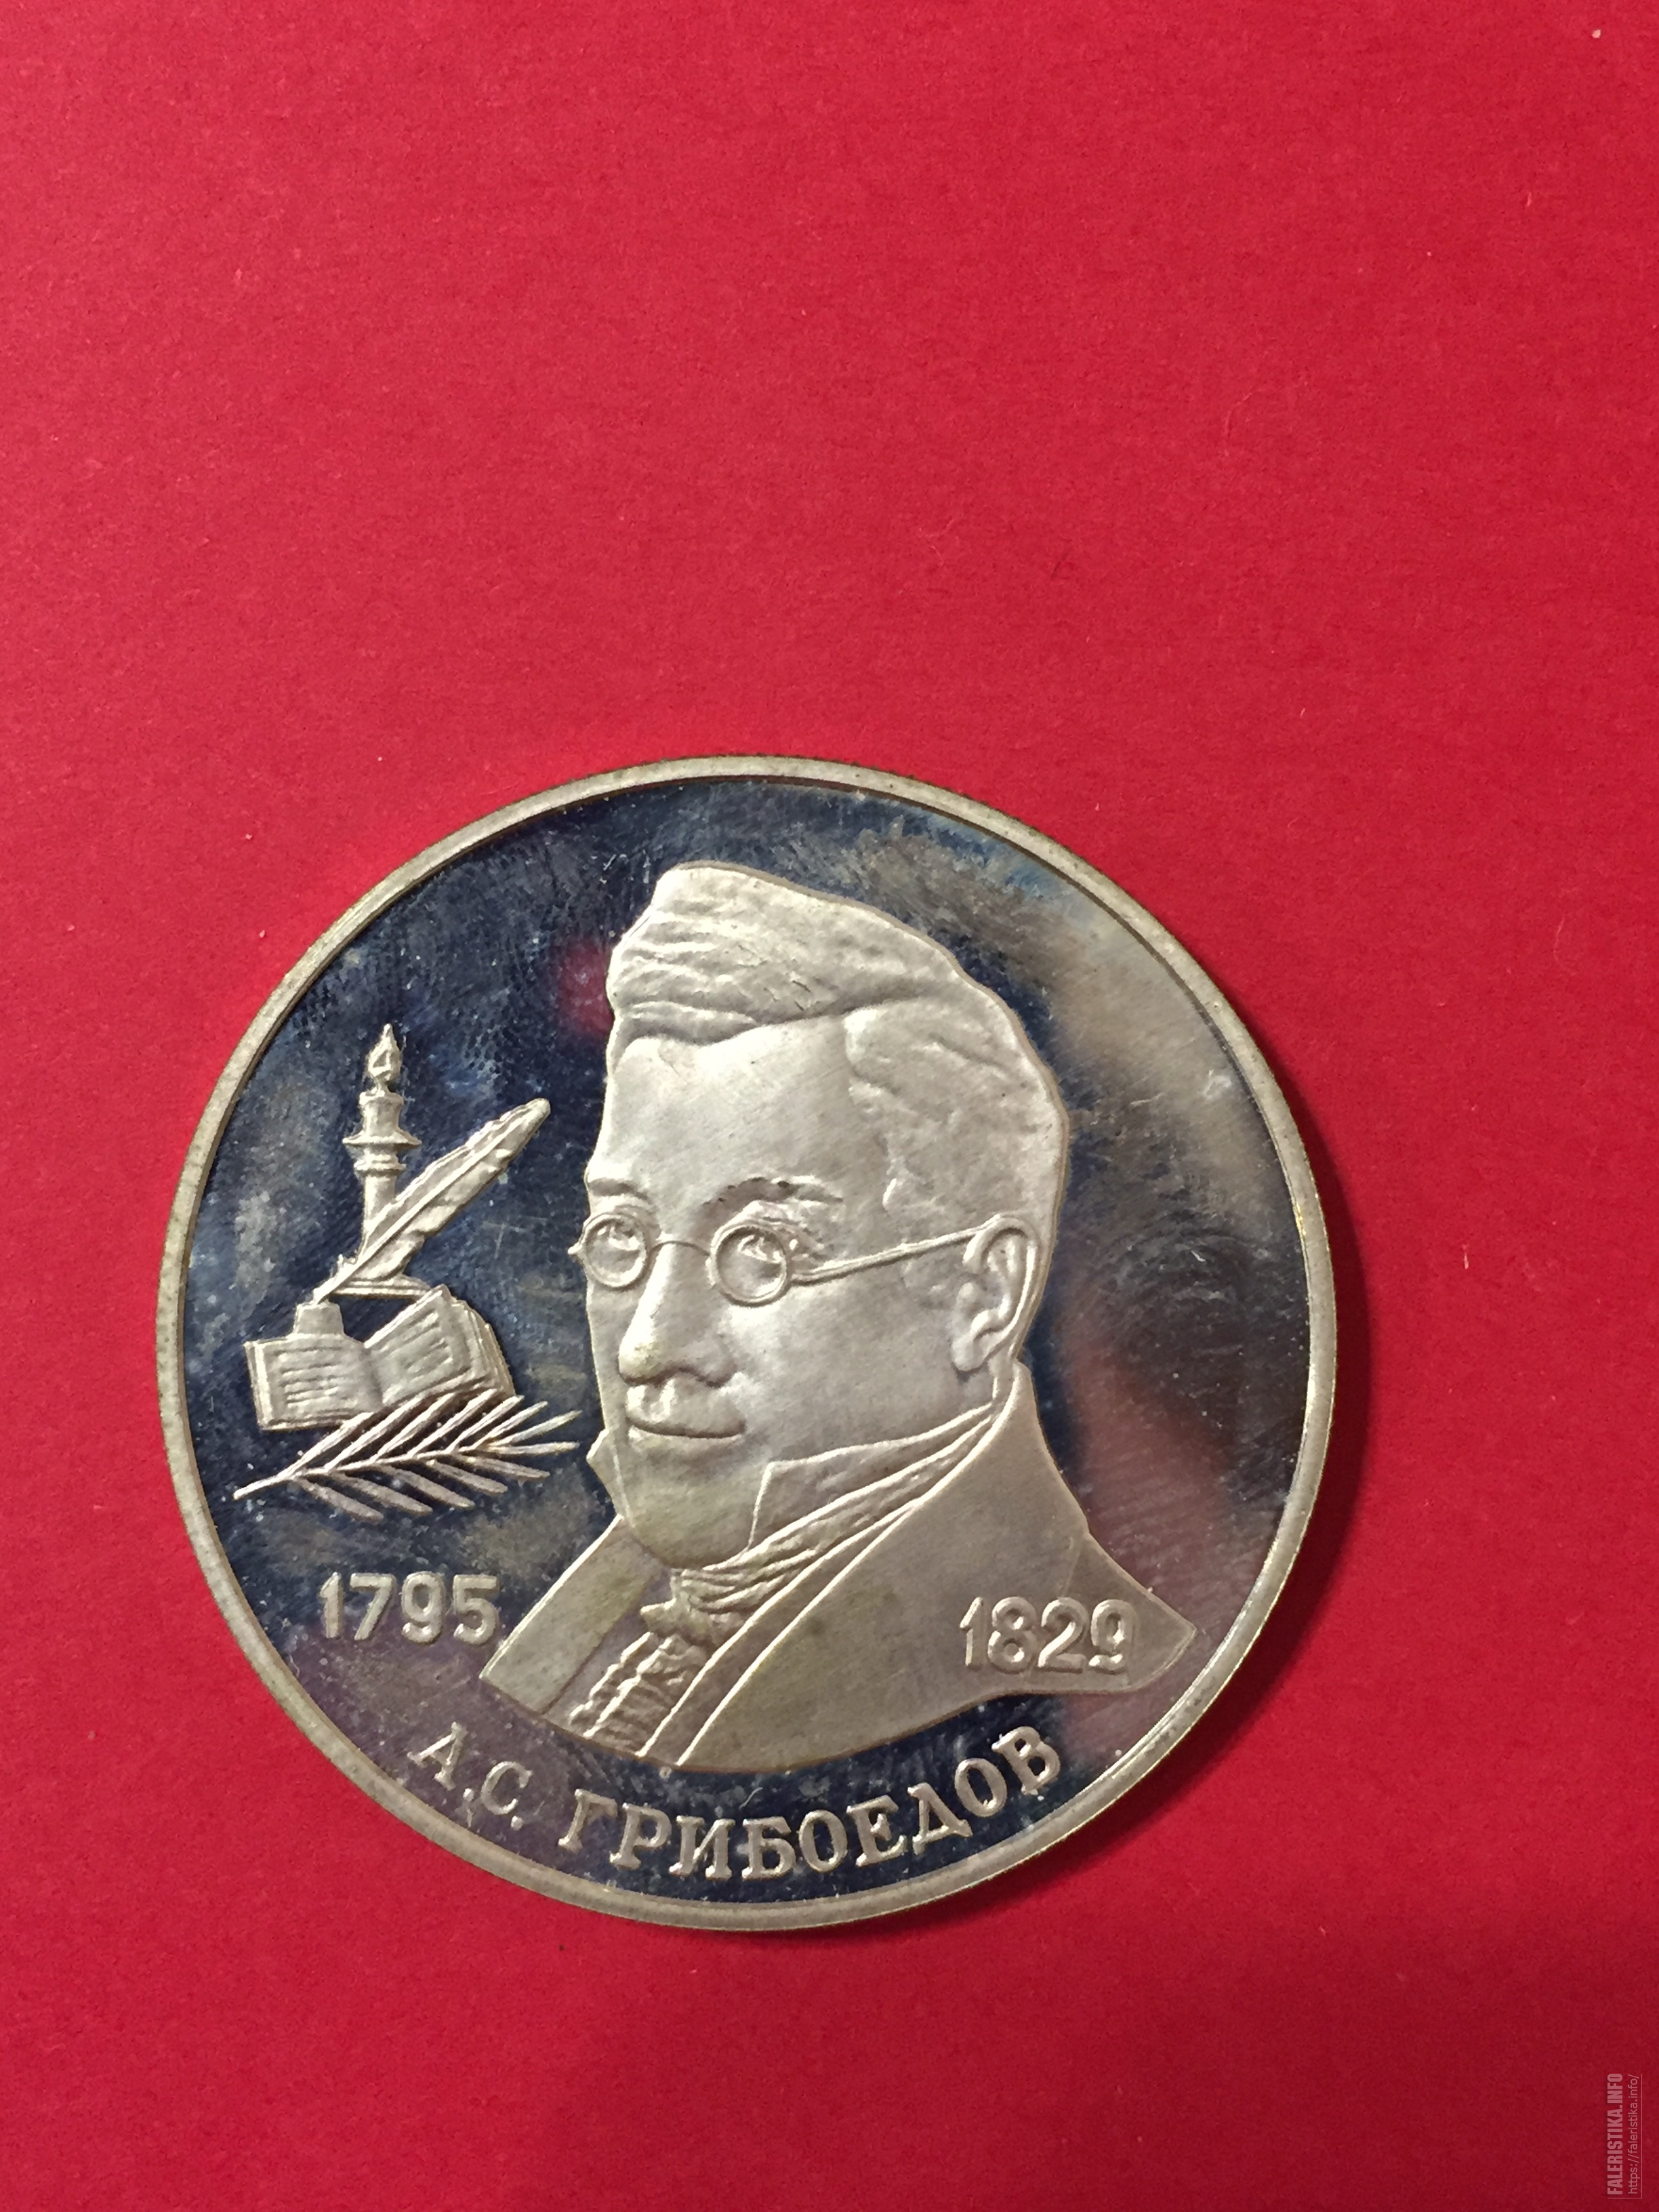 1795
1829
А.С. ГРИБОЕДОВ
FALERISTIKA.INFO
https://faleristika.info/